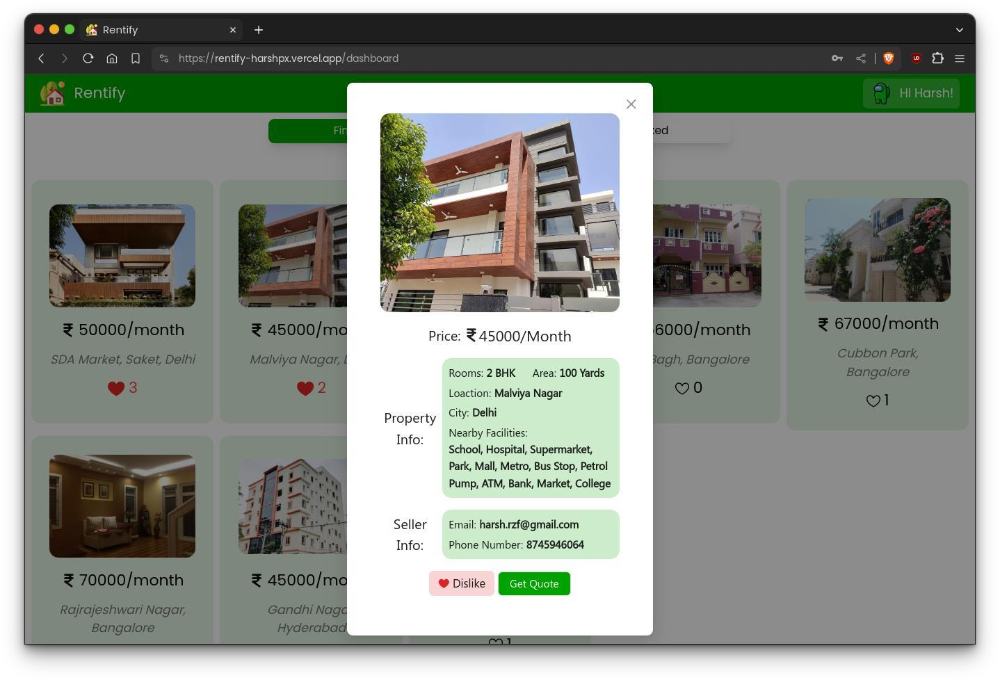 Rentify
https://rentify-harshpx.vercel.app/dashboard
Rentify
Hi Harsh!
Price: ₹ 45000/Month
Property Info:
Rooms: 2 BHK Area: 100 Yards
Loaction: Malviya Nagar
City: Delhi
Nearby Facilities:
School, Hospital, Supermarket,
Park, Mall, Metro, Bus Stop, Petrol
Pump, ATM, Bank, Market, College
Seller Info:
Email: harsh.rzf@gmail.com
Phone Number: 8745946064
Dislike
Get Quote
₹ 50000/month
SDA Market, Saket, Delhi
3
₹ 45000/mo
Malviya Nagar,
2
6000/month
Bagh, Bangalore
0
₹ 67000/month
Cubbon Park,
Bangalore
1
₹ 70000/month
Rajrajeshwari Nagar,
Bangalore
₹ 45000/mo
Gandhi Naga
Hyderabad
1